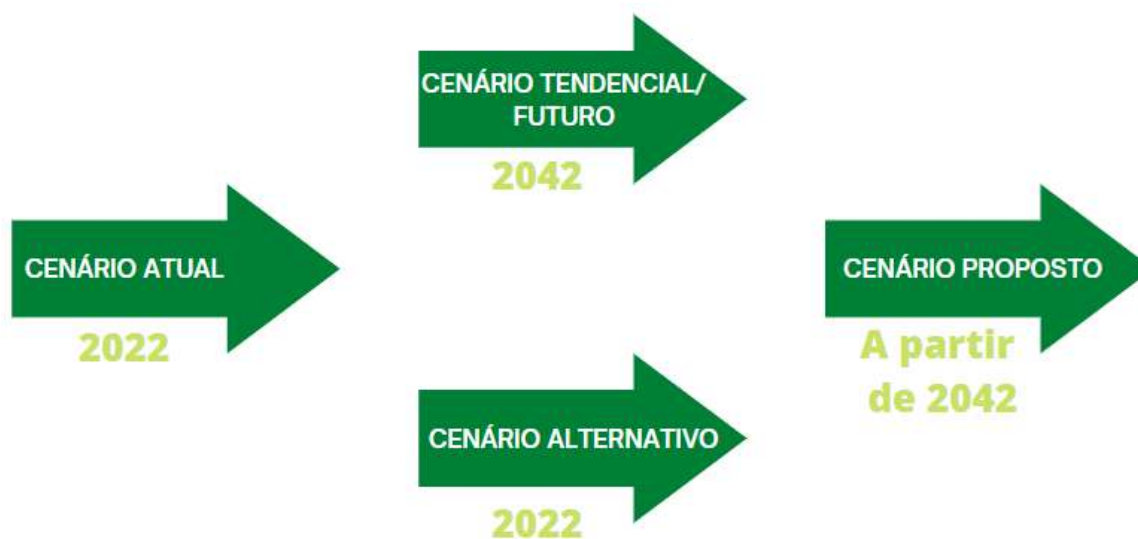 CENÁRIO ATUAL
2022
CENÁRIO TENDENCIAL/
FUTURO
2042
CENÁRIO ALTERNATIVO
2022
CENÁRIO PROPOSTO
A partir
de 2042